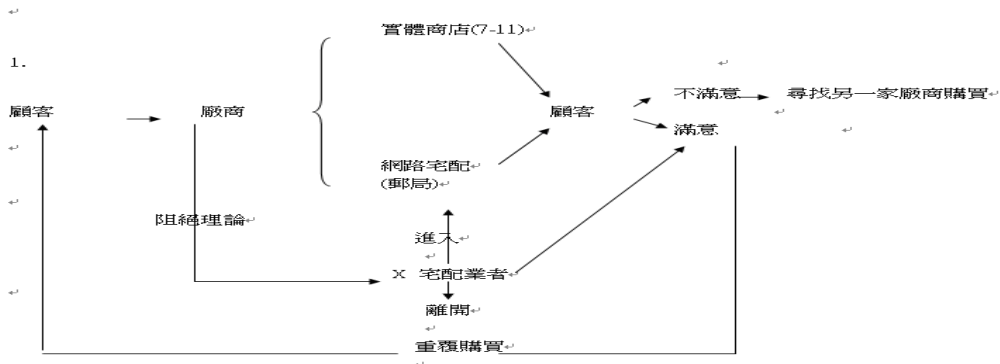 實體商店(7-11)
1.
顧客
廠商
顧客
不滿意
尋找另一家廠商購買
滿意
網路宅配
(郵局)
阻絕理論
進入
X 宅配業者
離開
重覆購買